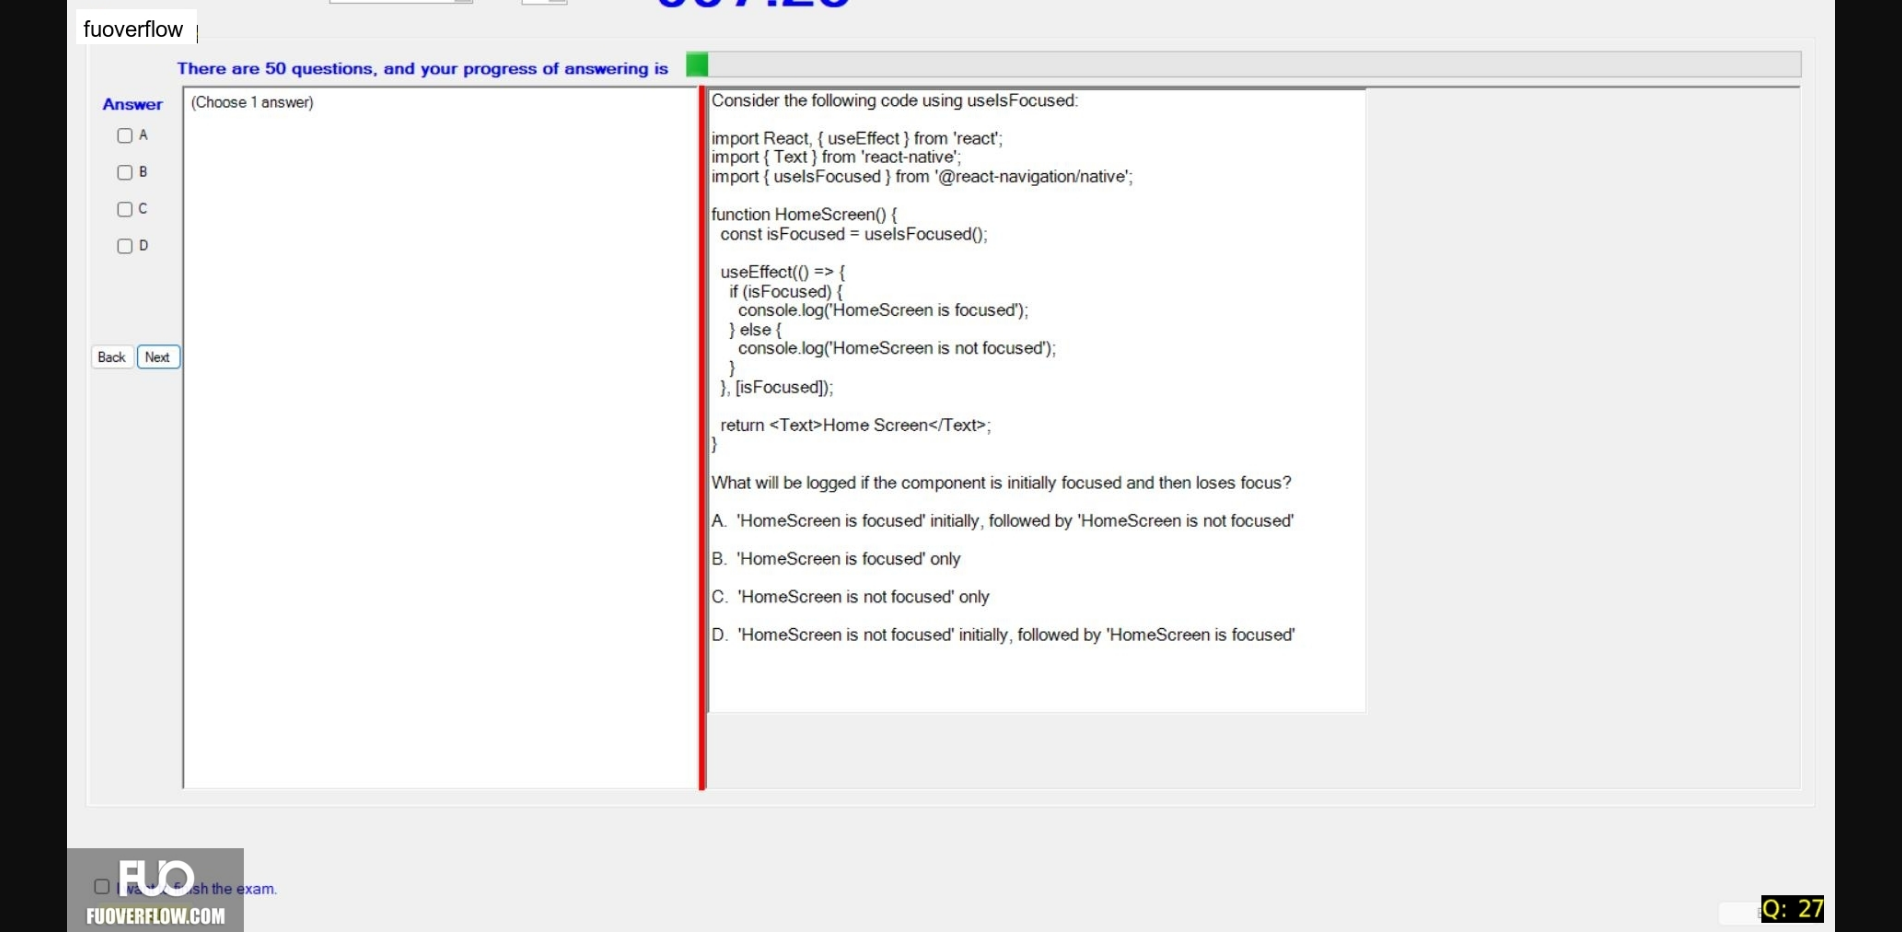 fuoverflow
There are 50 questions, and your progress of answering is
Answer
(Choose 1 answer)
A
B
C
D
Back
Next
Consider the following code using useIsFocused:
import React, { useEffect } from 'react';
import { Text } from 'react-native';
import { useIsFocused } from '@react-navigation/native';
function HomeScreen() {
const isFocused = useIsFocused();
useEffect(() => {
if (isFocused) {
console.log('HomeScreen is focused');
} else {
console.log('HomeScreen is not focused');
}
}, [isFocused]);
return <Text>Home Screen</Text>;
}
What will be logged if the component is initially focused and then loses focus?
A. 'HomeScreen is focused' initially, followed by 'HomeScreen is not focused'
B. 'HomeScreen is focused' only
C. 'HomeScreen is not focused' only
D. 'HomeScreen is not focused' initially, followed by 'HomeScreen is focused'
FUO
the exam.
FUOVERFLOW.COM
Q: 27